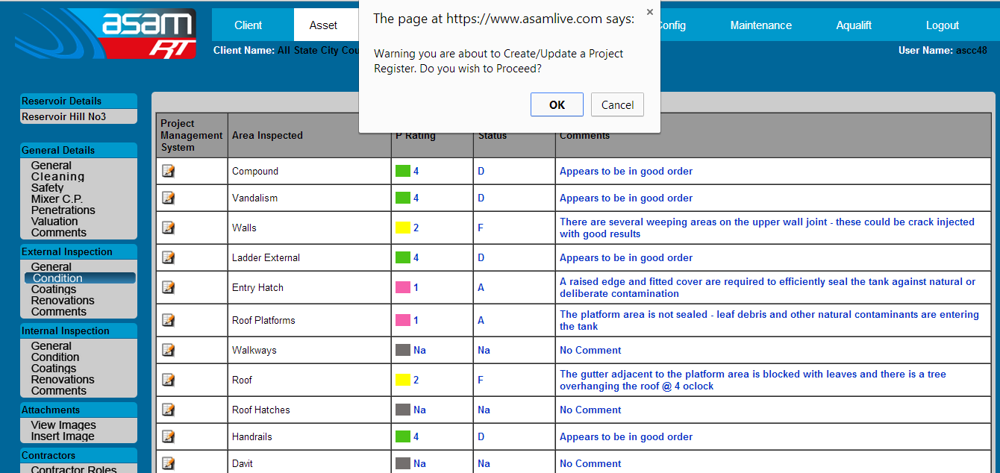 asam
RT
Client
Asset
Config
Maintenance
Aqualift
Logout
Client Name: All State City Cou
User Name: ascc48
The page at https://www.asamlive.com says:
×
Warning you are about to Create/Update a Project
Register. Do you wish to Proceed?
OK
Cancel
Reservoir Details
Reservoir Hill No3
General Details
General
Cleaning
Safety
Mixer C.P.
Penetrations
Valuation
Comments
External Inspection
General
Condition
Coatings
Renovations
Comments
Internal Inspection
General
Condition
Coatings
Renovations
Comments
Attachments
View Images
Insert Image
Contractors
Contractor Roles
Project
Management
System
Area Inspected
P Rating
Status
Comments
Compound 4 D Appears to be in good order
Vandalism 4 D Appears to be in good order
Walls 2 F There are several weeping areas on the upper wall joint - these could be crack injected
with good results
Ladder External 4 D Appears to be in good order
Entry Hatch 1 A A raised edge and fitted cover are required to efficiently seal the tank against natural or
deliberate contamination
Roof Platforms 1 A The platform area is not sealed - leaf debris and other natural contaminants are entering
the tank
Walkways Na Na No Comment
Roof 2 F The gutter adjacent to the platform area is blocked with leaves and there is a tree
overhanging the roof @ 4 oclock
Roof Hatches Na Na No Comment
Handrails 4 D Appears to be in good order
Davit Na Na No Comment